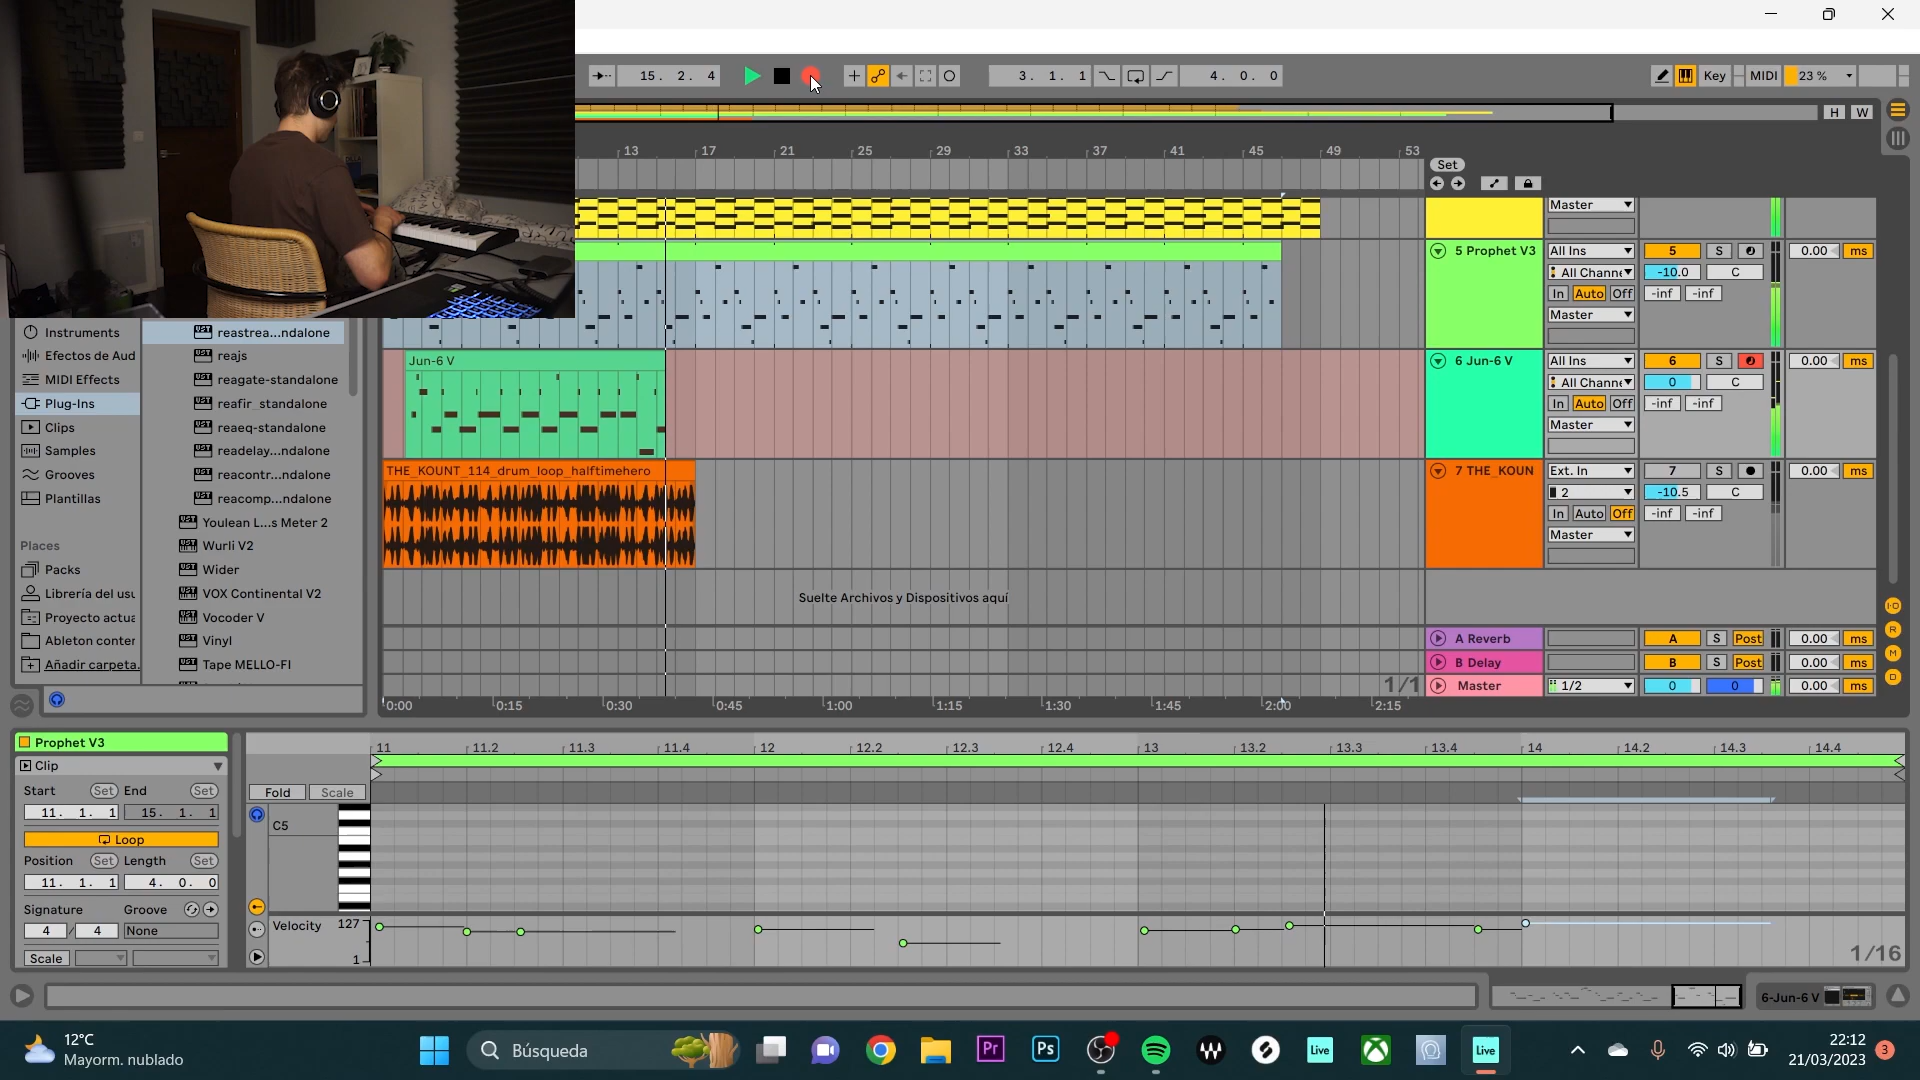 15. 2. 4
3. 1. 1
4. 0. 0
Key
MIDI
23 %
H
W
13
17
21
25
29
33
37
41
45
49
53
Set
Master
5 Prophet V3
All Ins
5
S
0.00
ms
All Channe
-10.0
C
In
Auto
Off
-inf
-inf
Master
Jun-6 V
6 Jun-6 V
All Ins
6
S
0.00
ms
All Channe
0
C
In
Auto
Off
-inf
-inf
Master
THE_KOUNT_114_drum_loop_halftimehero
7 THE_KOUN
Ext. In
7
S
0.00
ms
2
-10.5
C
In
Auto
Off
-inf
-inf
Master
Suelte Archivos y Dispositivos aquí
A Reverb
A
S
Post
0.00
ms
B Delay
B
S
Post
0.00
ms
1/1
Master
1/2
0
0
0.00
ms
0:00
0:15
0:30
0:45
1:00
1:15
1:30
1:45
2:00
2:15
Instruments
Efectos de Aud
MIDI Effects
Plug-Ins
Clips
Samples
Grooves
Plantillas
Places
Packs
Librería del usu
Proyecto actua
Ableton conter
Añadir carpeta.
reastrea...ndalone
reajs
reagate-standalone
reafir_standalone
reaeq-standalone
readelay...ndalone
reacontr...ndalone
reacomp...ndalone
Youlean L...s Meter 2
Wurli V2
Wider
VOX Continental V2
Vocoder V
Vinyl
Tape MELLO-FI
Prophet V3
Clip
Start
Set
End
Set
11. 1. 1
15. 1. 1
Loop
Position
Set
Length
Set
11. 1. 1
4. 0. 0
Signature
Groove
4 / 4
None
Scale
11
11.2
11.3
11.4
12
12.2
12.3
12.4
13
13.2
13.3
13.4
14
14.2
14.3
14.4
Fold
Scale
C5
Velocity
127
1
1/16
6-Jun-6 V
12°C
Mayorm. nublado
Búsqueda
Pr
Ps
Live
Live
22:12
21/03/2023
3